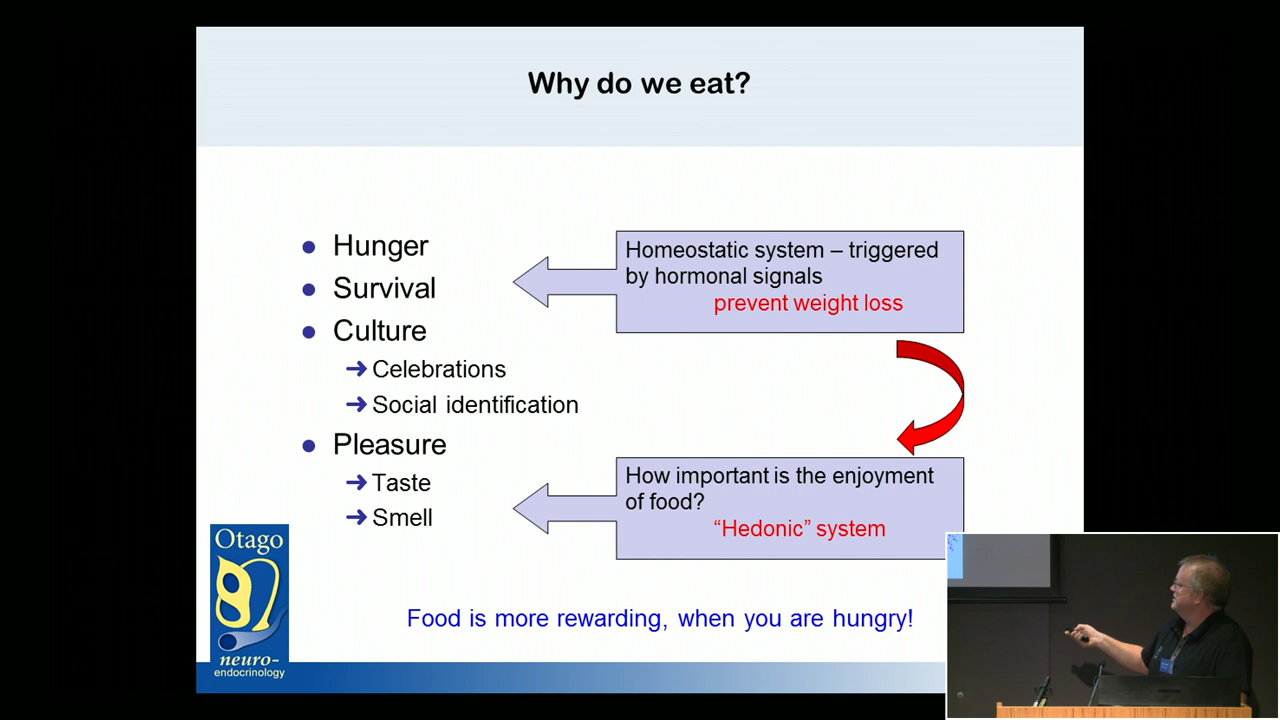 Why do we eat?
Hunger
Survival
Culture
Celebrations
Social identification
Pleasure
Taste
Smell
Homeostatic system – triggered
by hormonal signals
prevent weight loss
How important is the enjoyment
of food?
“Hedonic” system
Food is more rewarding, when you are hungry!
Otago
neuro-
endocrinology